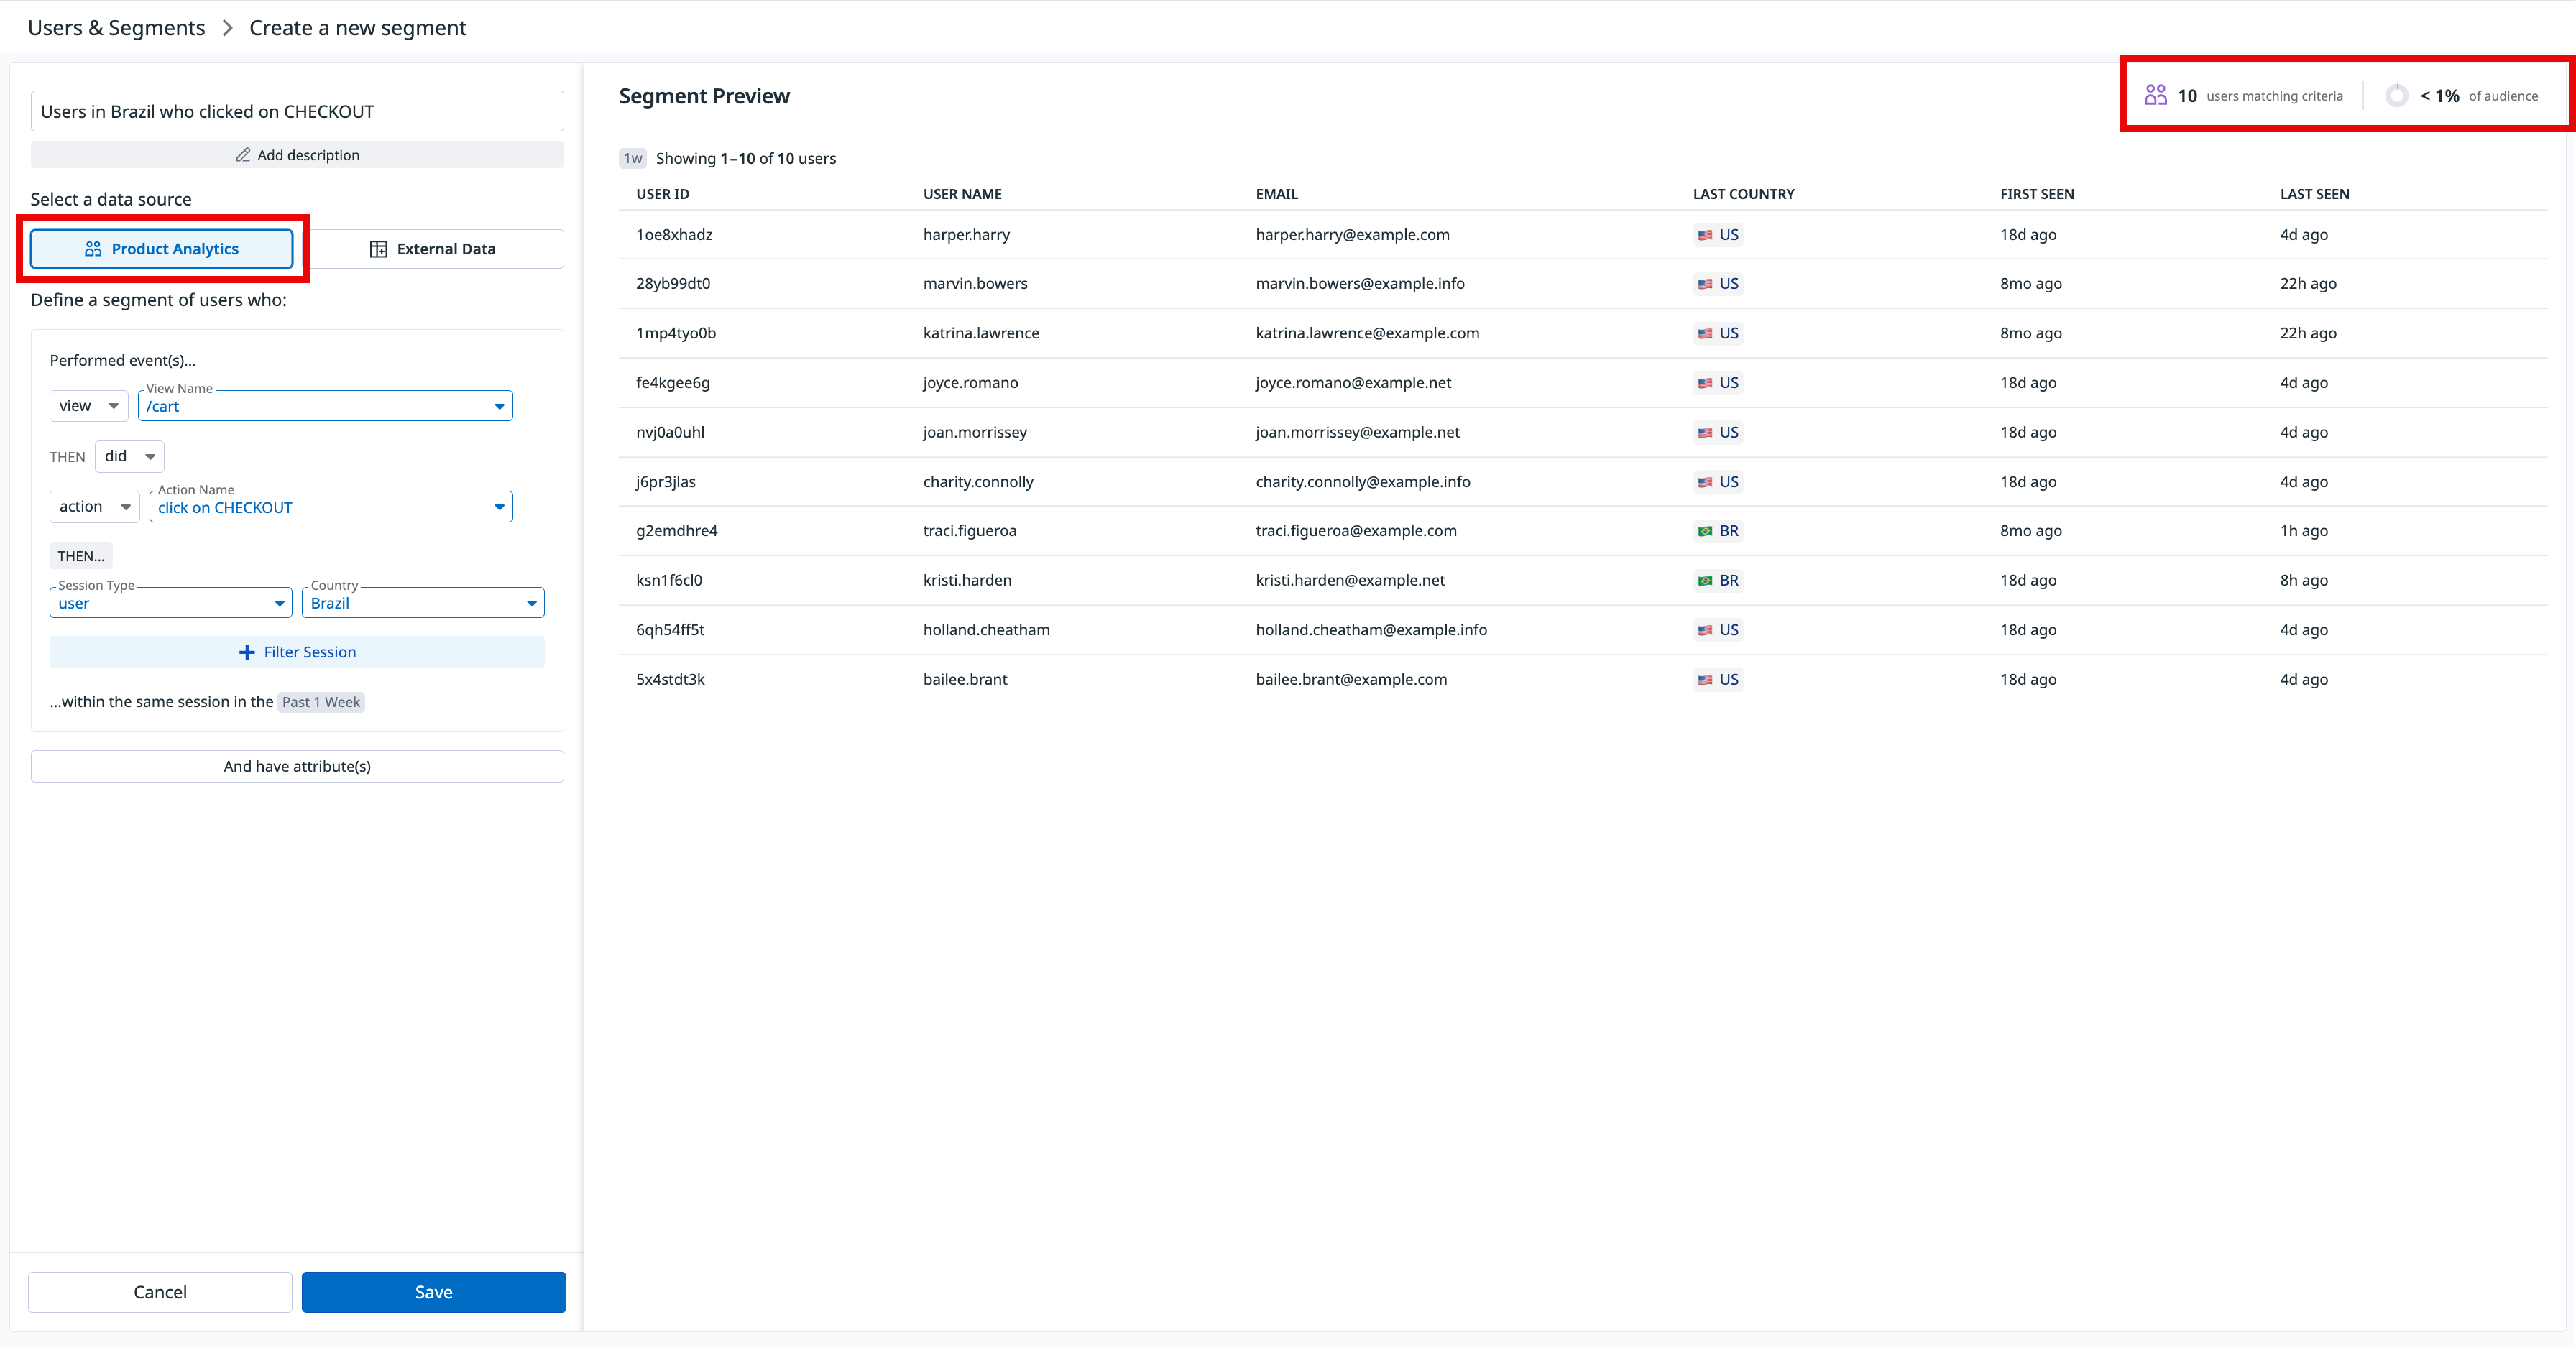 Users & Segments > Create a new segment
Users in Brazil who clicked on CHECKOUT
Add description
Select a data source
Product Analytics
External Data
Define a segment of users who:
Performed event(s)...
view
View Name
/cart
THEN did
action
Action Name
click on CHECKOUT
THEN...
Session Type
user
Country
Brazil
+ Filter Session
...within the same session in the Past 1 Week
And have attribute(s)
Cancel
Save
Segment Preview
10 users matching criteria
< 1% of audience
1w Showing 1–10 of 10 users
USER ID USER NAME EMAIL LAST COUNTRY FIRST SEEN LAST SEEN
1oe8xhadz harper.harry harper.harry@example.com US 18d ago 4d ago
28yb99dt0 marvin.bowers marvin.bowers@example.info US 8mo ago 22h ago
1mp4tyo0b katrina.lawrence katrina.lawrence@example.com US 8mo ago 22h ago
fe4kgee6g joyce.romano joyce.romano@example.net US 18d ago 4d ago
nvj0a0uhl joan.morrissey joan.morrissey@example.net US 18d ago 4d ago
j6pr3jlas charity.connolly charity.connolly@example.info US 18d ago 4d ago
g2emdhre4 traci.figueroa traci.figueroa@example.com BR 8mo ago 1h ago
ksn1f6cl0 kristi.harden kristi.harden@example.net BR 18d ago 8h ago
6qh54ff5t holland.cheatham holland.cheatham@example.info US 18d ago 4d ago
5x4stdt3k bailee.brant bailee.brant@example.com US 18d ago 4d ago